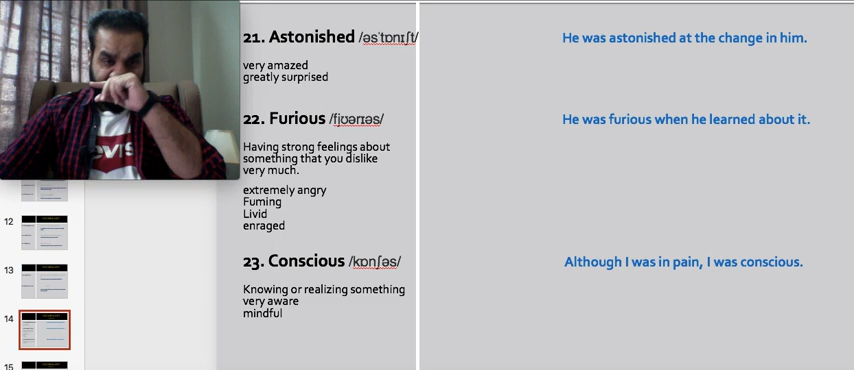 21. Astonished /əsˈtɒnɪʃt/
He was astonished at the change in him.
very amazed
greatly surprised
22. Furious /fjʊərɪəs/
He was furious when he learned about it.
Having strong feelings about
something that you dislike
very much.
extremely angry
Fuming
Livid
enraged
23. Conscious /kɒnʃəs/
Although I was in pain, I was conscious.
Knowing or realizing something
very aware
mindful
12
13
14
15